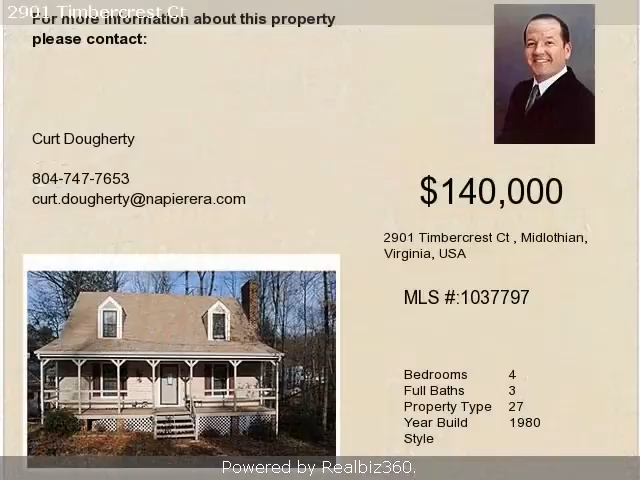 2901 Timbercrest Ct
For more information about this property
please contact:
Curt Dougherty
804-747-7653
curt.dougherty@napierera.com
$140,000
2901 Timbercrest Ct , Midlothian,
Virginia, USA
MLS #:1037797
Bedrooms 4
Full Baths 3
Property Type 27
Year Build 1980
Style
Powered by Realbiz360.